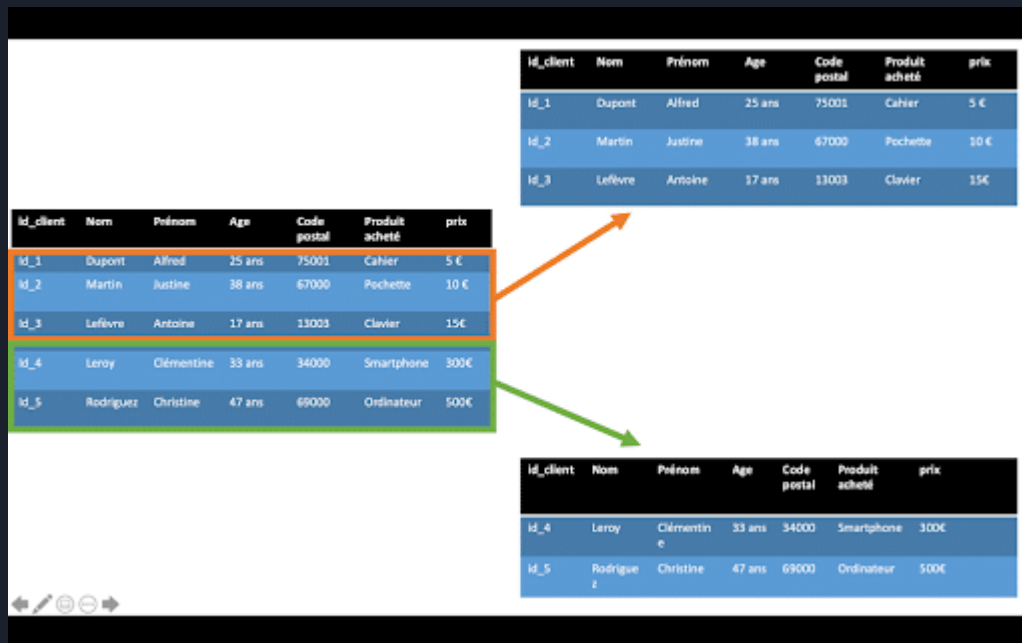 Id_client Nom Prénom Age Code postal Produit acheté prix
Id_1 Dupont Alfred 25 ans 75001 Cahier 5 €
Id_2 Martin Justine 38 ans 67000 Pochette 10 €
Id_3 Lefèvre Antoine 17 ans 13003 Clavier 15€
Id_client Nom Prénom Age Code postal Produit acheté prix
Id_1 Dupont Alfred 25 ans 75001 Cahier 5 €
Id_2 Martin Justine 38 ans 67000 Pochette 10 €
Id_3 Lefèvre Antoine 17 ans 13003 Clavier 15€
Id_4 Leroy Clémentine 33 ans 34000 Smartphone 300€
Id_5 Rodriguez Christine 47 ans 69000 Ordinateur 500€
Id_client Nom Prénom Age Code postal Produit acheté prix
Id_4 Leroy Clémentine 33 ans 34000 Smartphone 300€
Id_5 Rodriguez Christine 47 ans 69000 Ordinateur 500€